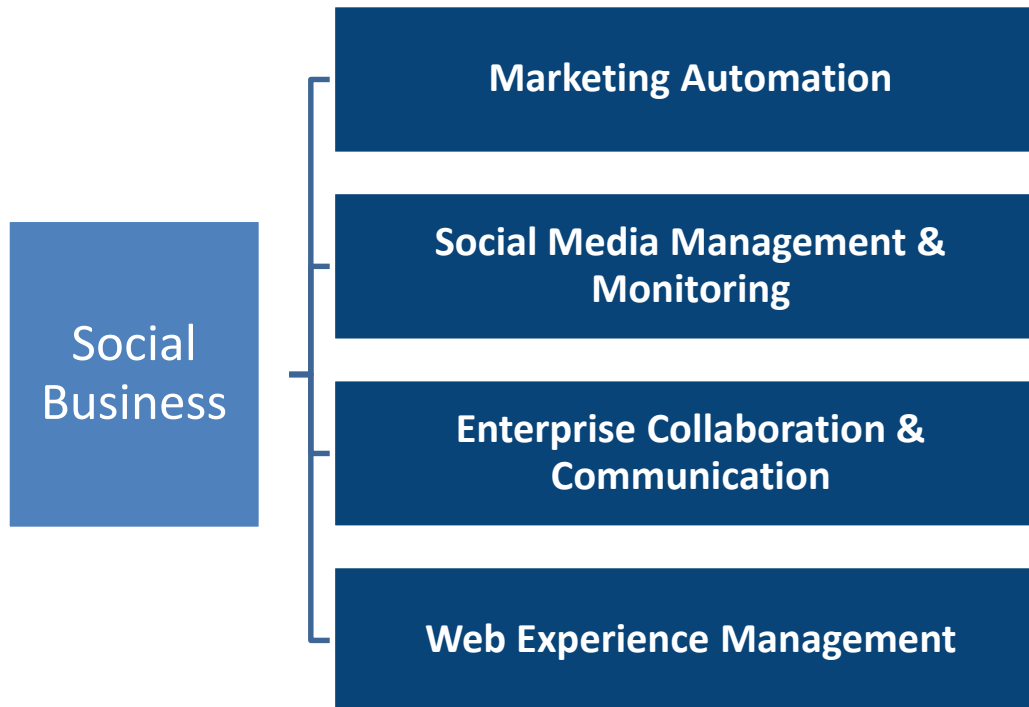 Marketing Automation
Social Media Management &
Monitoring
Social
Business
Enterprise Collaboration &
Communication
Web Experience Management